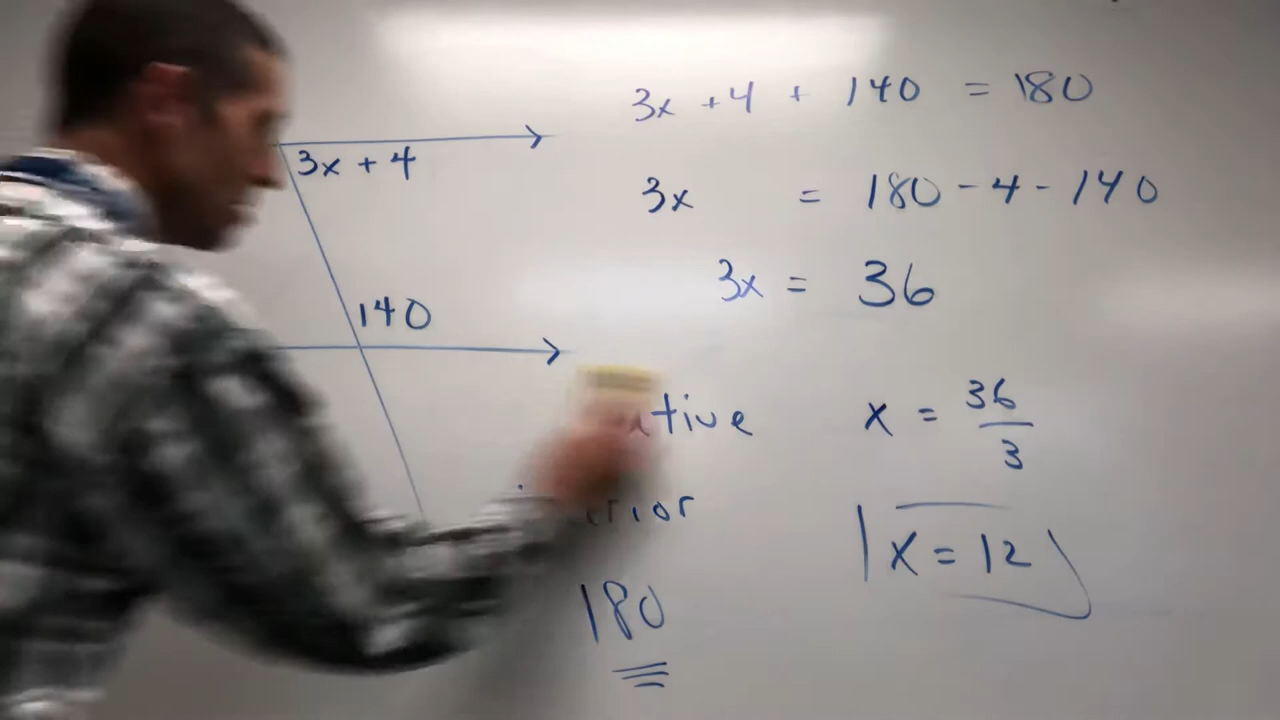 3x + 4
140
3x + 4 + 140 = 180
3x = 180 - 4 - 140
3x = 36
x = 36/3
x = 12
180